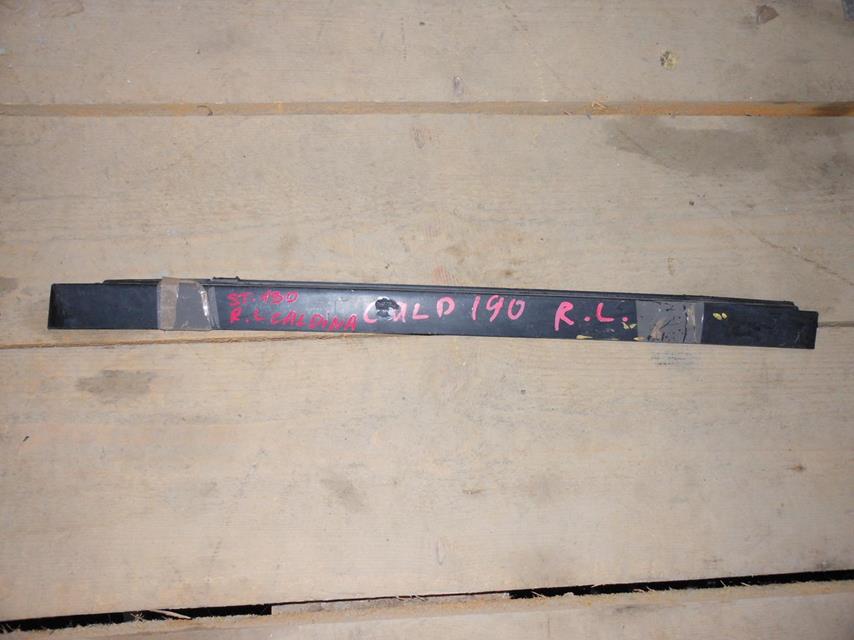 ST-190
R.L CALDINA
CALD 190 R.L.